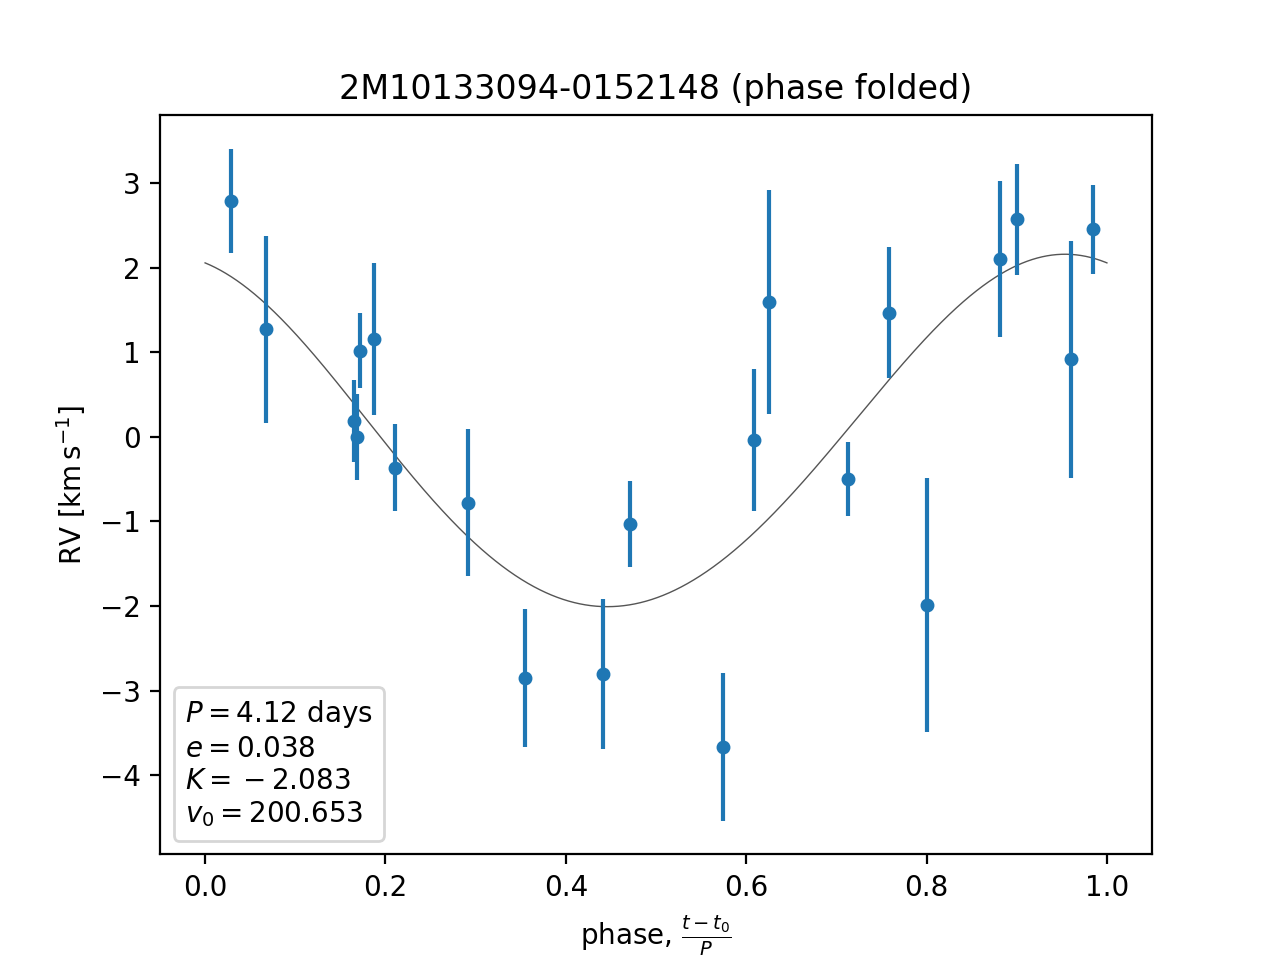 2M10133094-0152148 (phase folded)
3
2
1
0
−1
−2
−3
−4
RV [km s⁻¹]
P = 4.12 days
e = 0.038
K = −2.083
v₀ = 200.653
0.0 0.2 0.4 0.6 0.8 1.0
phase, (t − t₀)/P